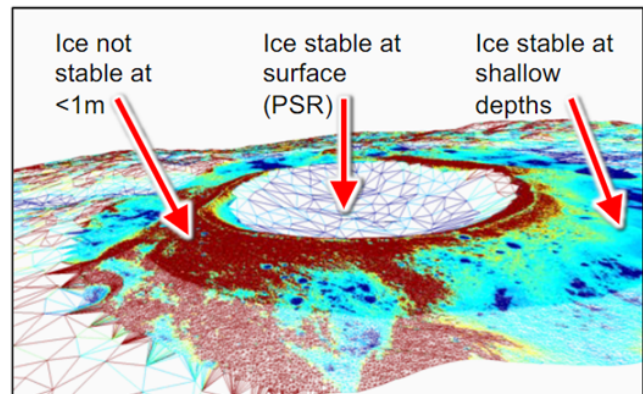 Ice not
stable at
<1m
Ice stable at
surface
(PSR)
Ice stable at
shallow
depths